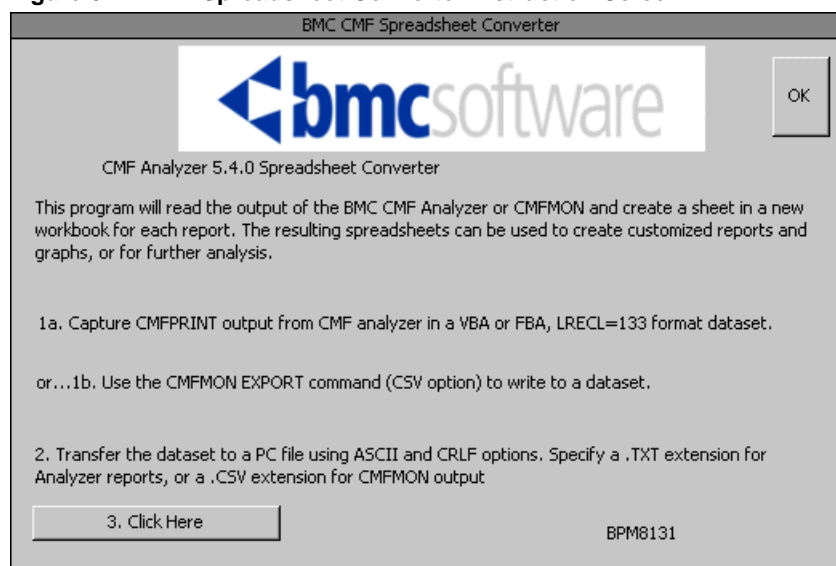 BMC CMF Spreadsheet Converter
bmcsoftware
OK
CMF Analyzer 5.4.0 Spreadsheet Converter
This program will read the output of the BMC CMF Analyzer or CMFMON and create a sheet in a new
workbook for each report. The resulting spreadsheets can be used to create customized reports and
graphs, or for further analysis.
1a. Capture CMFPRINT output from CMF analyzer in a VBA or FBA, LRECL=133 format dataset.
or...1b. Use the CMFMON EXPORT command (CSV option) to write to a dataset.
2. Transfer the dataset to a PC file using ASCII and CRLF options. Specify a .TXT extension for
Analyzer reports, or a .CSV extension for CMFMON output
3. Click Here
BPM8131